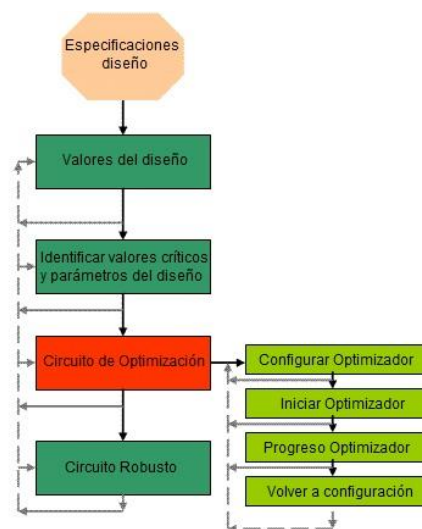 Especificaciones
diseño
Valores del diseño
Identificar valores críticos
y parámetros del diseño
Circuito de Optimización
Configurar Optimizador
Iniciar Optimizador
Progreso Optimizador
Circuito Robusto
Volver a configuración